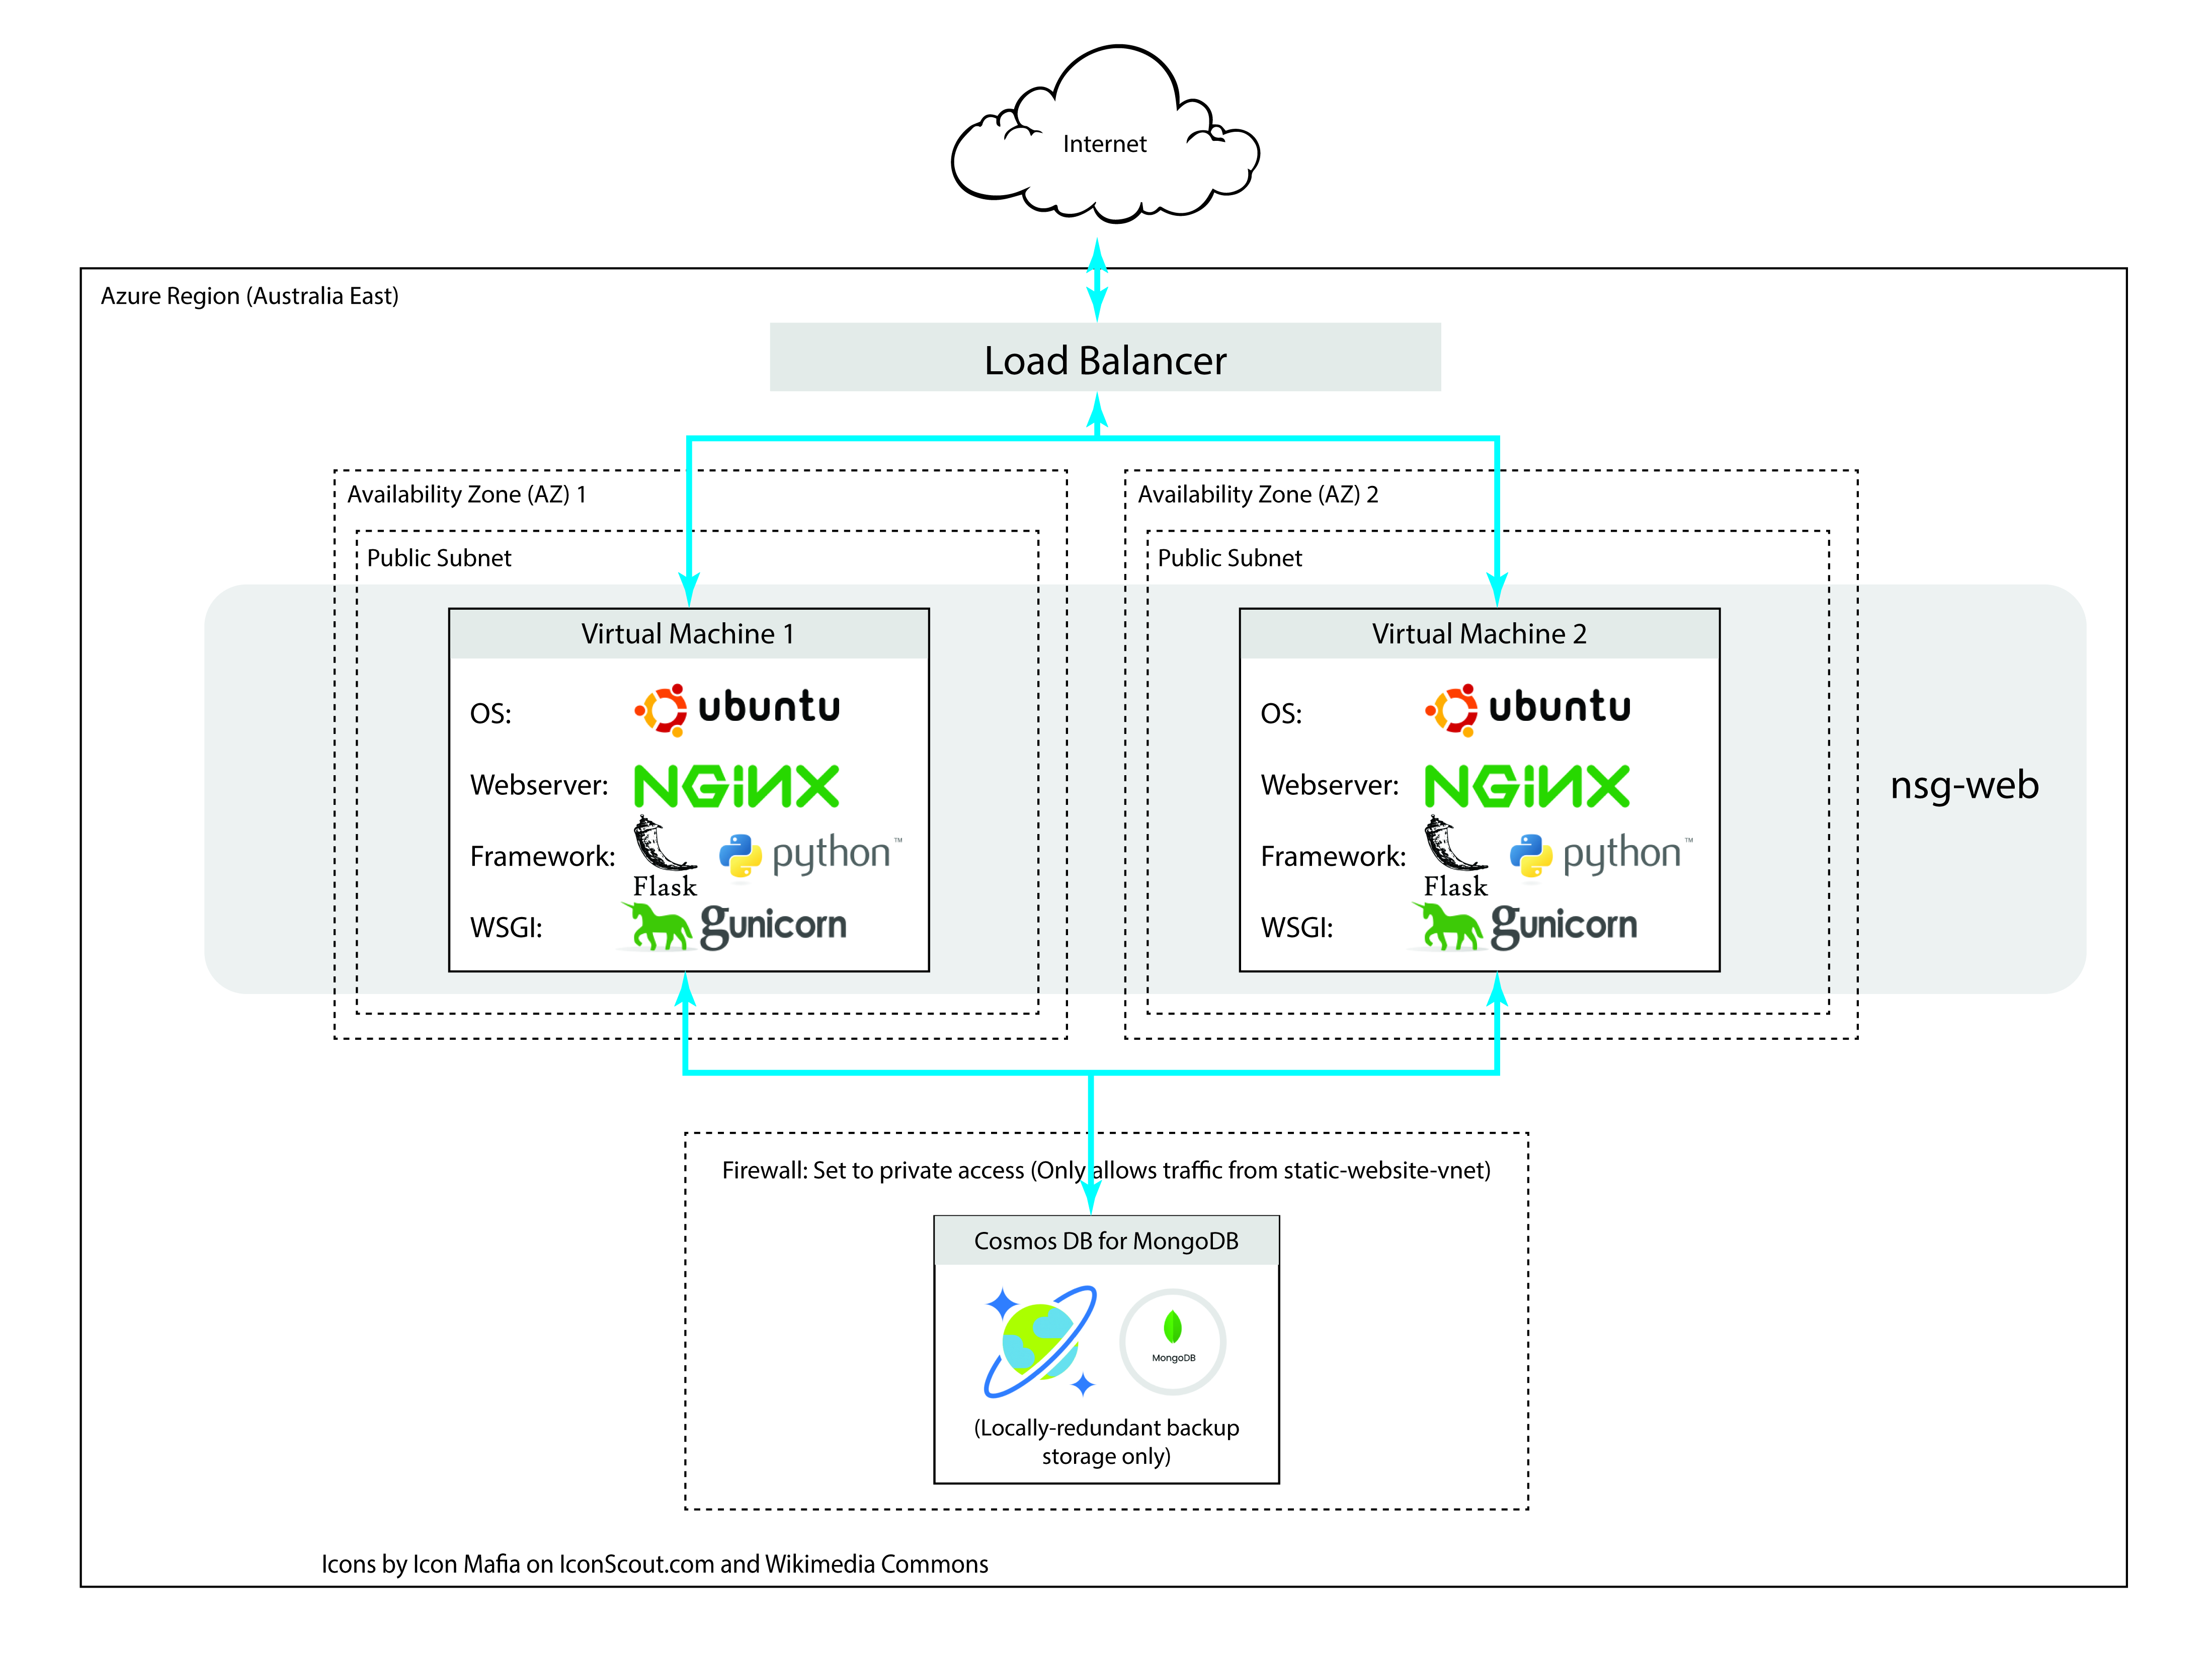 Internet
Azure Region (Australia East)
Load Balancer
Availability Zone (AZ) 1
Public Subnet
Virtual Machine 1
OS: ubuntu
Webserver: NGINX
Framework: Flask python™
WSGI: gunicorn
Availability Zone (AZ) 2
Public Subnet
Virtual Machine 2
OS: ubuntu
Webserver: NGINX
Framework: Flask python™
WSGI: gunicorn
nsg-web
Firewall: Set to private access (Only allows traffic from static-website-vnet)
Cosmos DB for MongoDB
MongoDB
(Locally-redundant backup
storage only)
Icons by Icon Mafia on IconScout.com and Wikimedia Commons